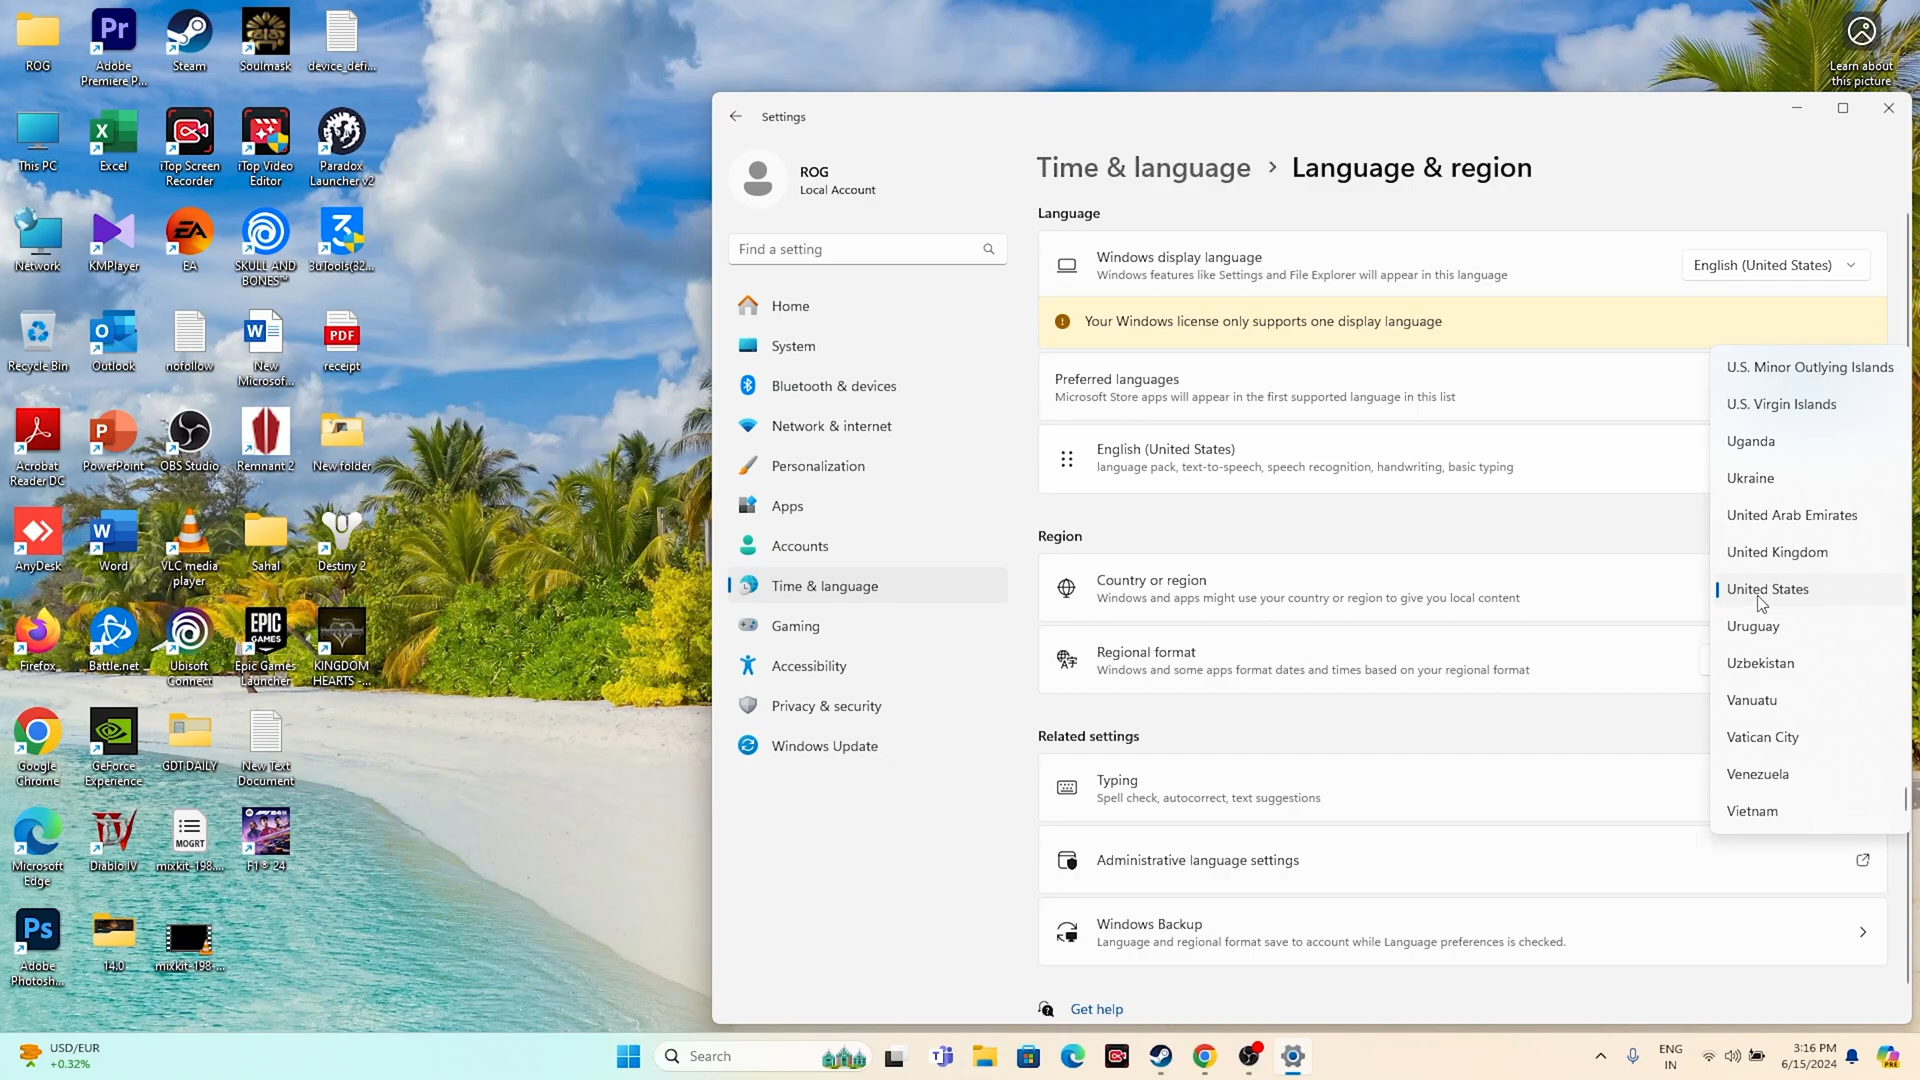 ROG
Adobe
Premiere P...
Steam
Soulmask
device_defi...
Learn about
this picture
This PC
Excel
iTop Screen
Recorder
iTop Video
Editor
Paradox
Launcher v2
Network
KMPlayer
EA
SKULL AND
BONES™
3uTools(32...
Recycle Bin
Outlook
nofollow
New
Microsof...
PDF
receipt
Acrobat
Reader DC
PowerPoint
OBS Studio
Remnant 2
New folder
AnyDesk
Word
VLC media
player
Sahal
Destiny 2
Firefox
Battle.net
Ubisoft
Connect
EPIC
GAMES
Epic Games
Launcher
KINGDOM
HEARTS -...
Google
Chrome
GeForce
Experience
GDT DAILY
New Text
Document
Microsoft
Edge
Diablo IV
MOGRT
mixkit-198...
F1® 24
Ps
Adobe
Photosh...
14.0
mixkit-198-...
Settings
ROG
Local Account
Find a setting
Home
System
Bluetooth & devices
Network & internet
Personalization
Apps
Accounts
Time & language
Gaming
Accessibility
Privacy & security
Windows Update
Time & language > Language & region
Language
Windows display language
Windows features like Settings and File Explorer will appear in this language
English (United States)
Your Windows license only supports one display language
Preferred languages
Microsoft Store apps will appear in the first supported language in this list
English (United States)
language pack, text-to-speech, speech recognition, handwriting, basic typing
Region
Country or region
Windows and apps might use your country or region to give you local content
Regional format
Windows and some apps format dates and times based on your regional format
Related settings
Typing
Spell check, autocorrect, text suggestions
Administrative language settings
Windows Backup
Language and regional format save to account while Language preferences is checked.
Get help
U.S. Minor Outlying Islands
U.S. Virgin Islands
Uganda
Ukraine
United Arab Emirates
United Kingdom
United States
Uruguay
Uzbekistan
Vanuatu
Vatican City
Venezuela
Vietnam
USD/EUR
+0.32%
Search
ENG
IN
3:16 PM
6/15/2024